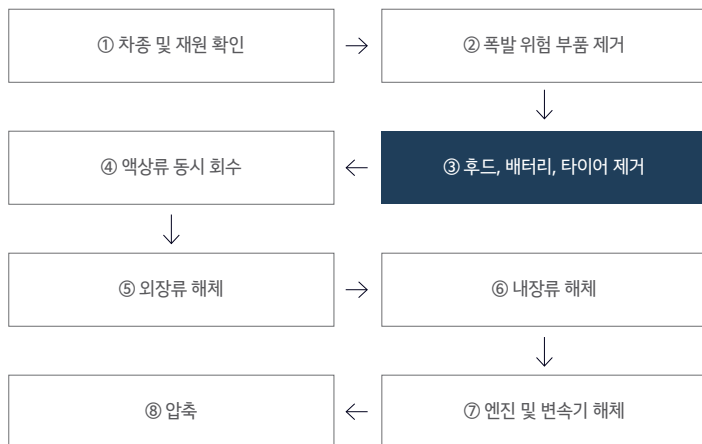 ① 차종 및 재원 확인
② 폭발 위험 부품 제거
③ 후드, 배터리, 타이어 제거
④ 액상류 동시 회수
⑤ 외장류 해체
⑥ 내장류 해체
⑦ 엔진 및 변속기 해체
⑧ 압축